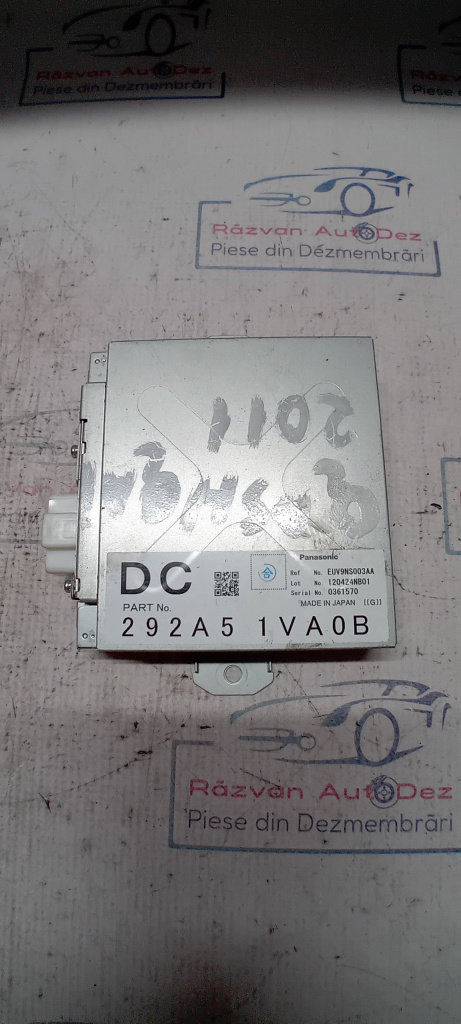 Răzvan AutoDez
Piese din Dezmembrări
Răzvan AutoDez
Piese din Dezmembrări
2011
DC
合
Panasonic
Ref No. EUV9NS003AA
Lot No 120424NB01
Serial No. 0361570
MADE IN JAPAN [[G]]
PART No.
292A5 1VA0B
Răzvan AutoDez
Piese din Dezmembrări